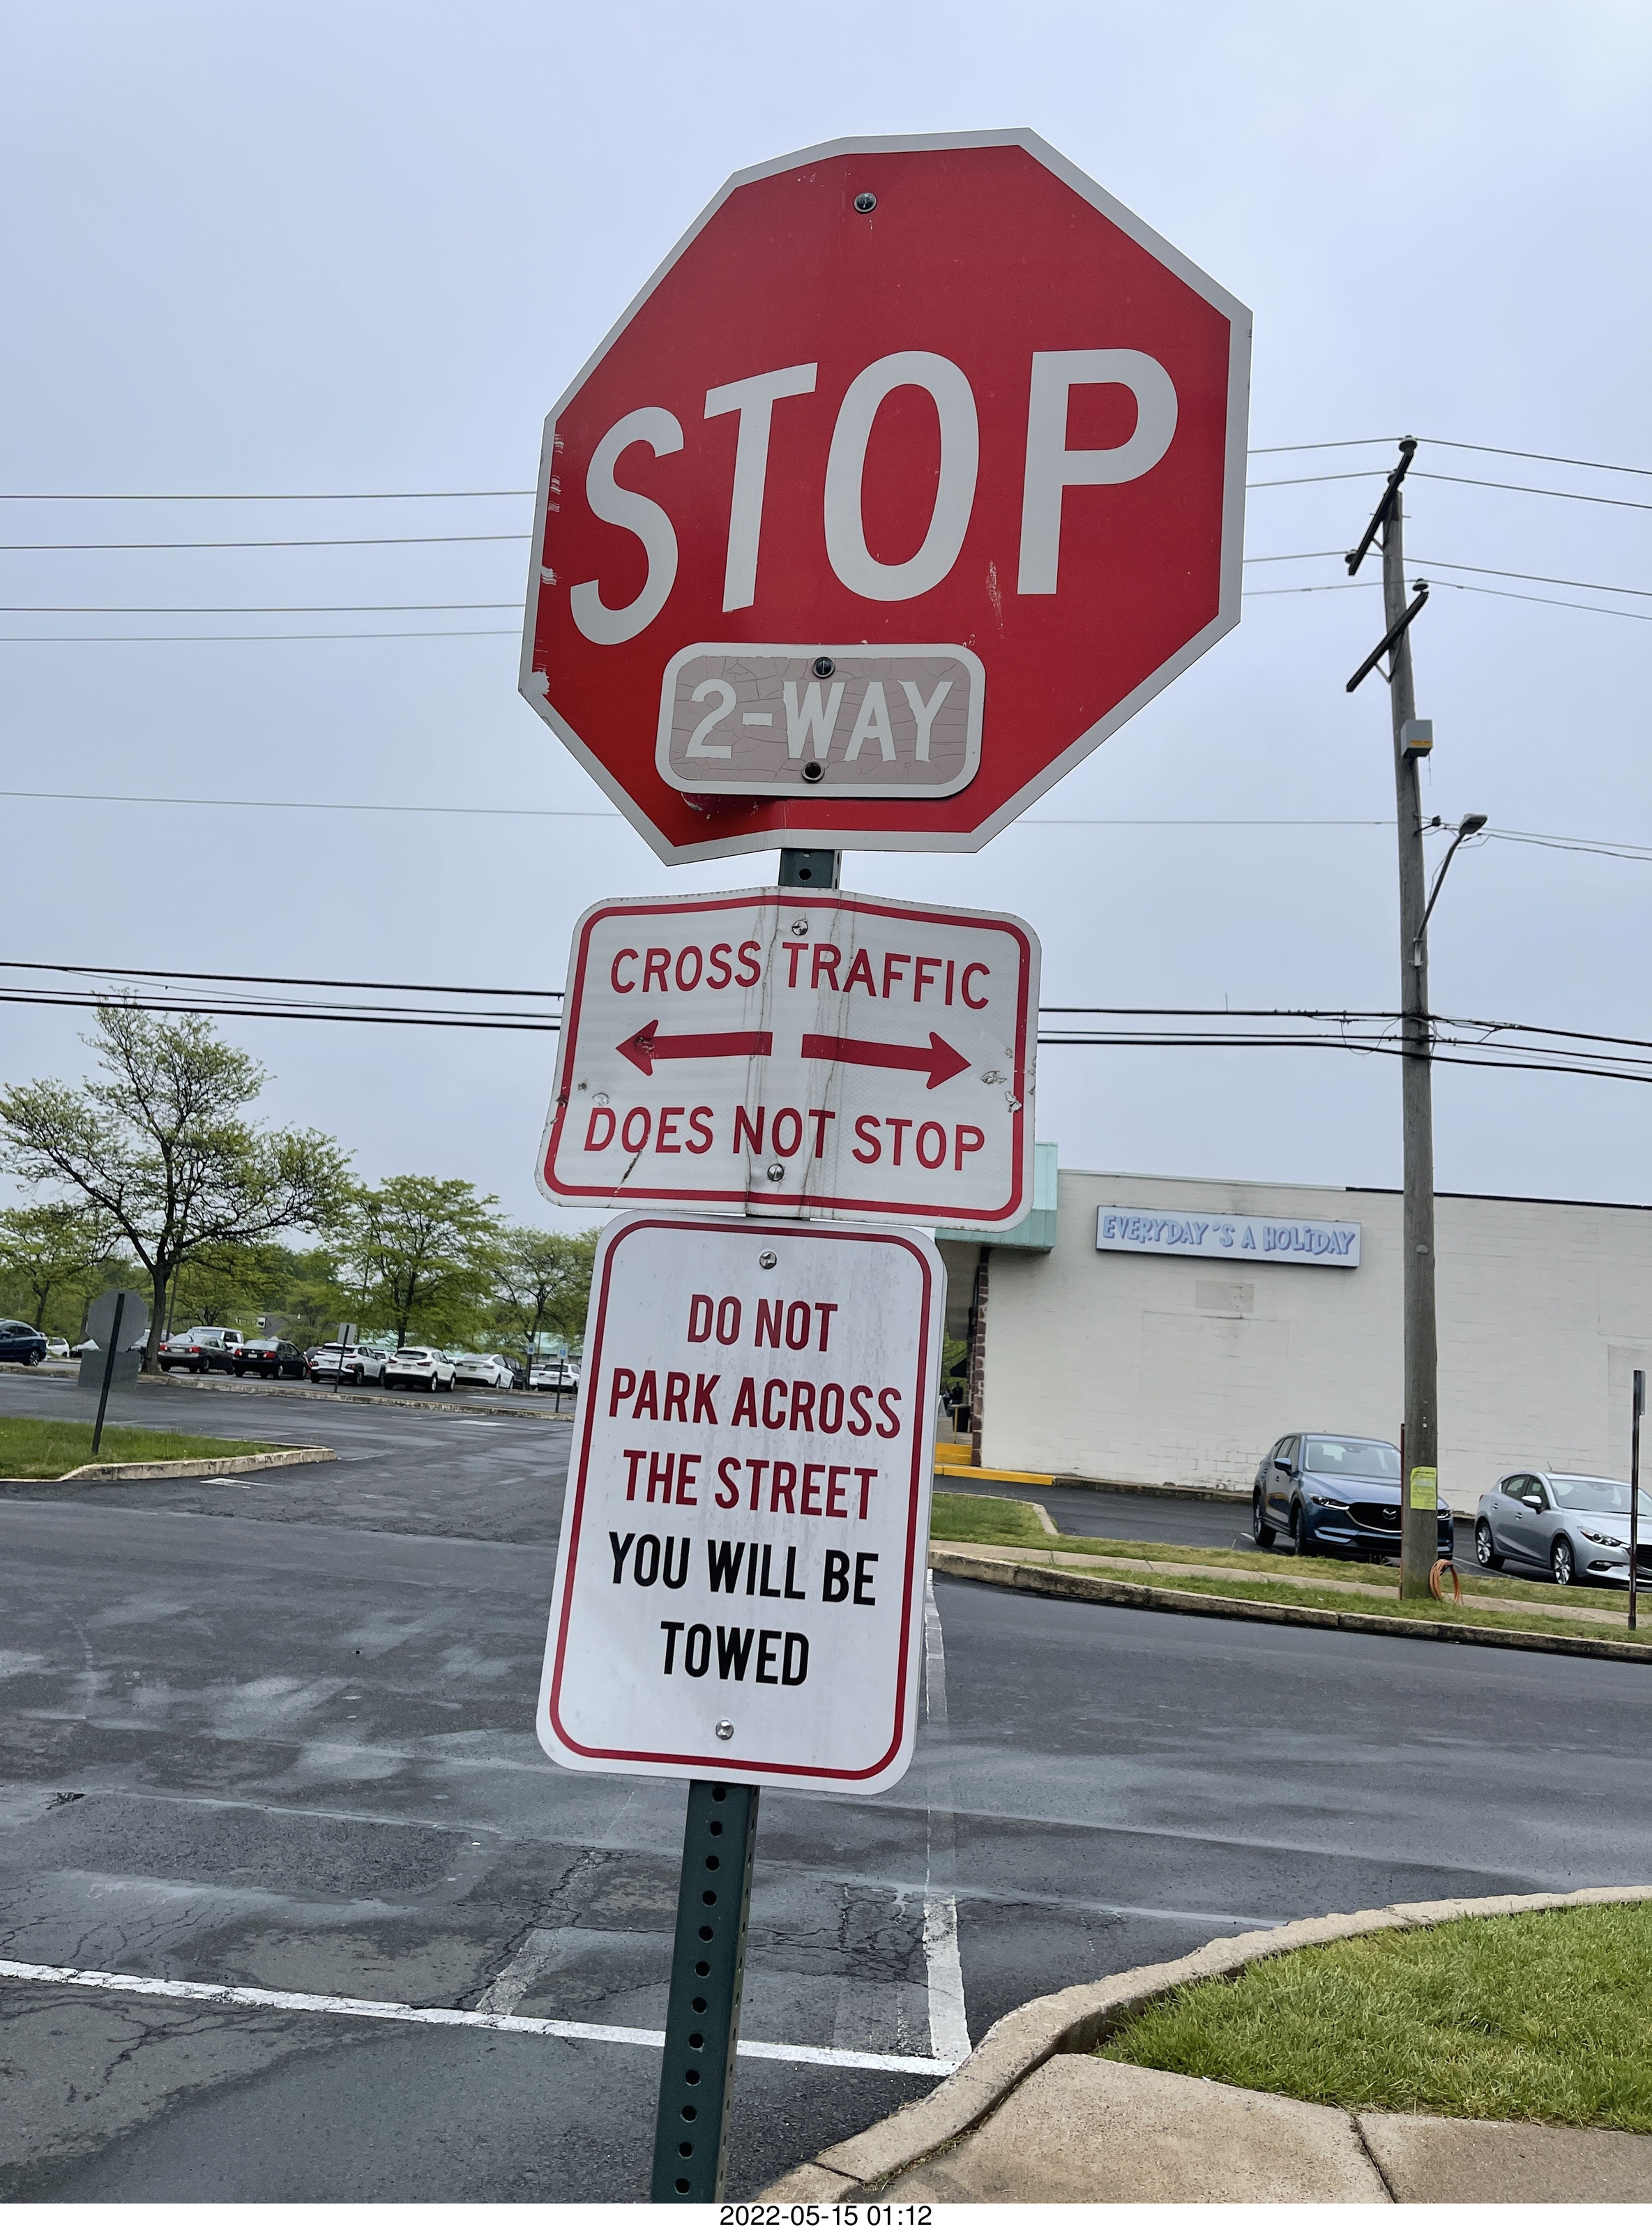 STOP
2-WAY
CROSS TRAFFIC
DOES NOT STOP
EVERYDAY'S A HOLIDAY
DO NOT
PARK ACROSS
THE STREET
YOU WILL BE
TOWED
2022-05-15 01:12